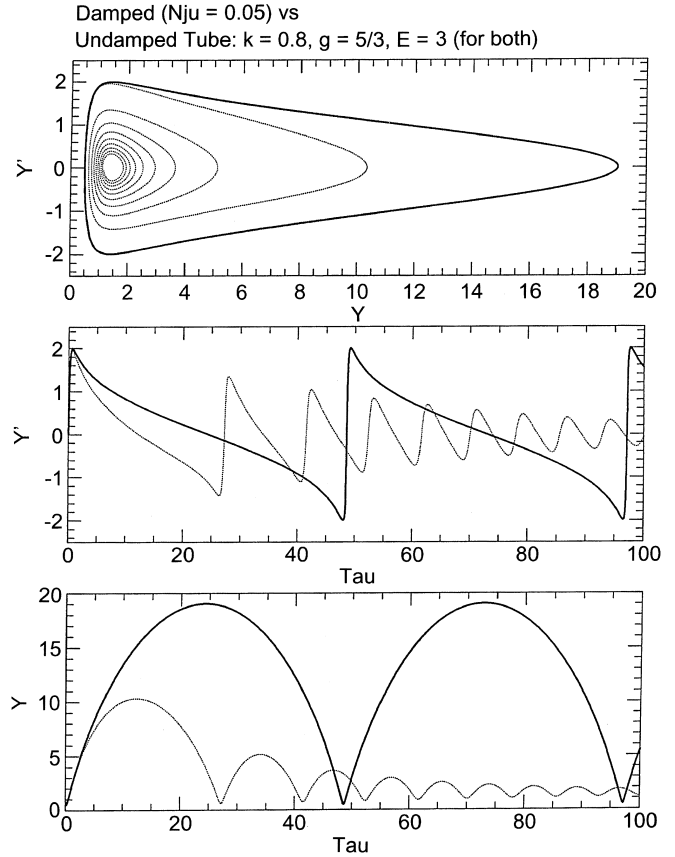 Damped (Nju = 0.05) vs
Undamped Tube: k = 0.8, g = 5/3, E = 3 (for both)
2
1
0
-1
-2
Y'
0 2 4 6 8 10 12 14 16 18 20
Y
2
1
0
-1
-2
Y'
0 20 40 60 80 100
Tau
20
15
10
5
0
Y
0 20 40 60 80 100
Tau